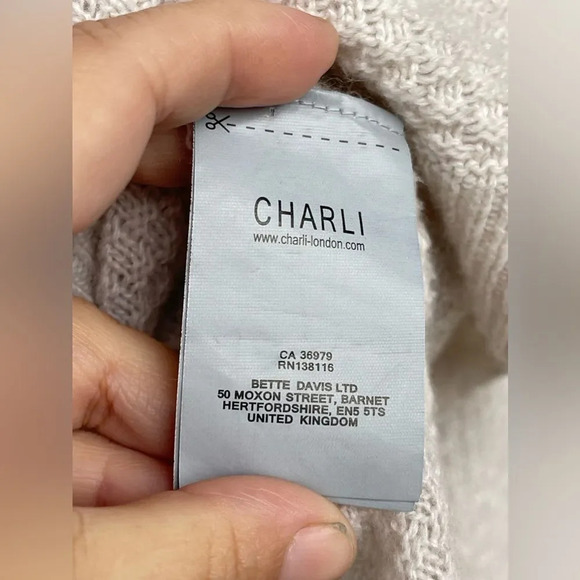 CHARLI
www.charli-london.com
CA 36979
RN138116
BETTE DAVIS LTD
50 MOXON STREET, BARNET
HERTFORDSHIRE, EN5 5TS
UNITED KINGDOM